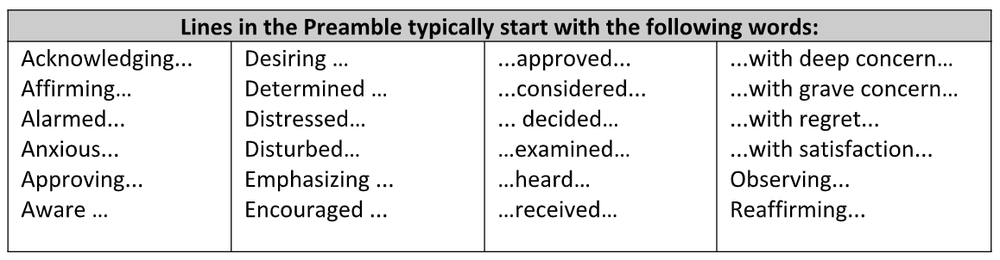 Lines in the Preamble typically start with the following words:
Acknowledging...
Affirming...
Alarmed...
Anxious...
Approving...
Aware ...
Desiring ...
Determined ...
Distressed...
Disturbed...
Emphasizing ...
Encouraged ...
...approved...
...considered...
... decided...
...examined...
...heard...
...received...
...with deep concern...
...with grave concern...
...with regret...
...with satisfaction...
Observing...
Reaffirming...